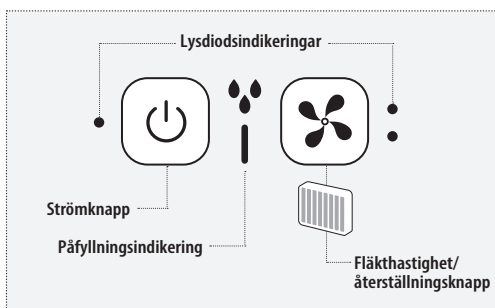 Lysdiodsindikeringar
Strömknapp
Påfyllningsindikering
Fläkthastighet/
återställningsknapp